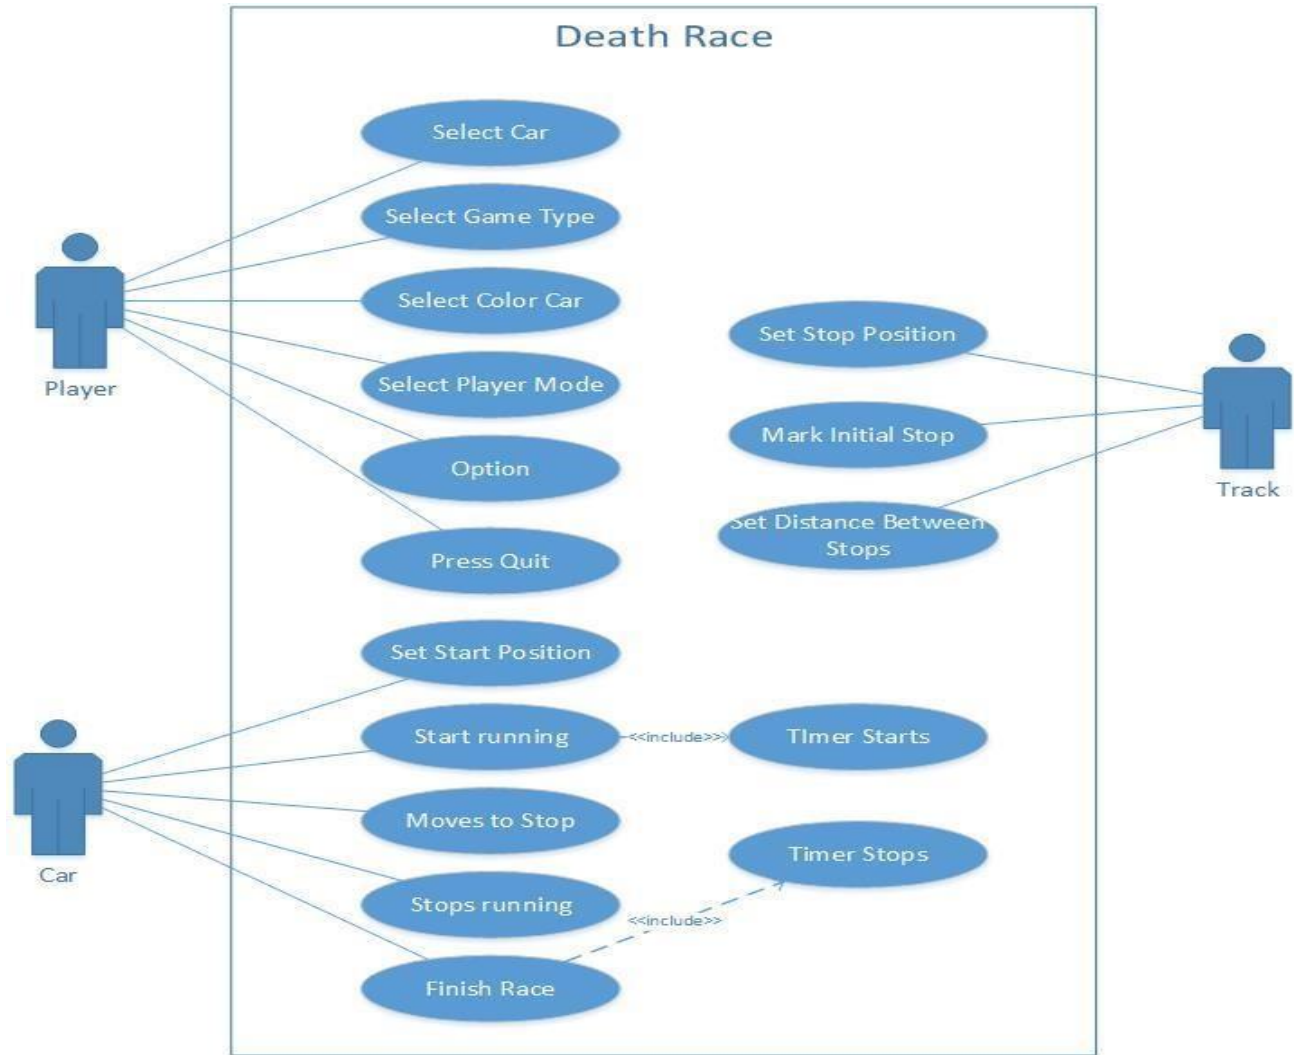 Death Race
Select Car
Select Game Type
Select Color Car
Select Player Mode
Option
Press Quit
Player
Set Stop Position
Mark Initial Stop
Set Distance Between
Stops
Track
Set Start Position
Start running
<<include>>
TImer Starts
Moves to Stop
Timer Stops
Stops running
<<include>>
Finish Race
Car